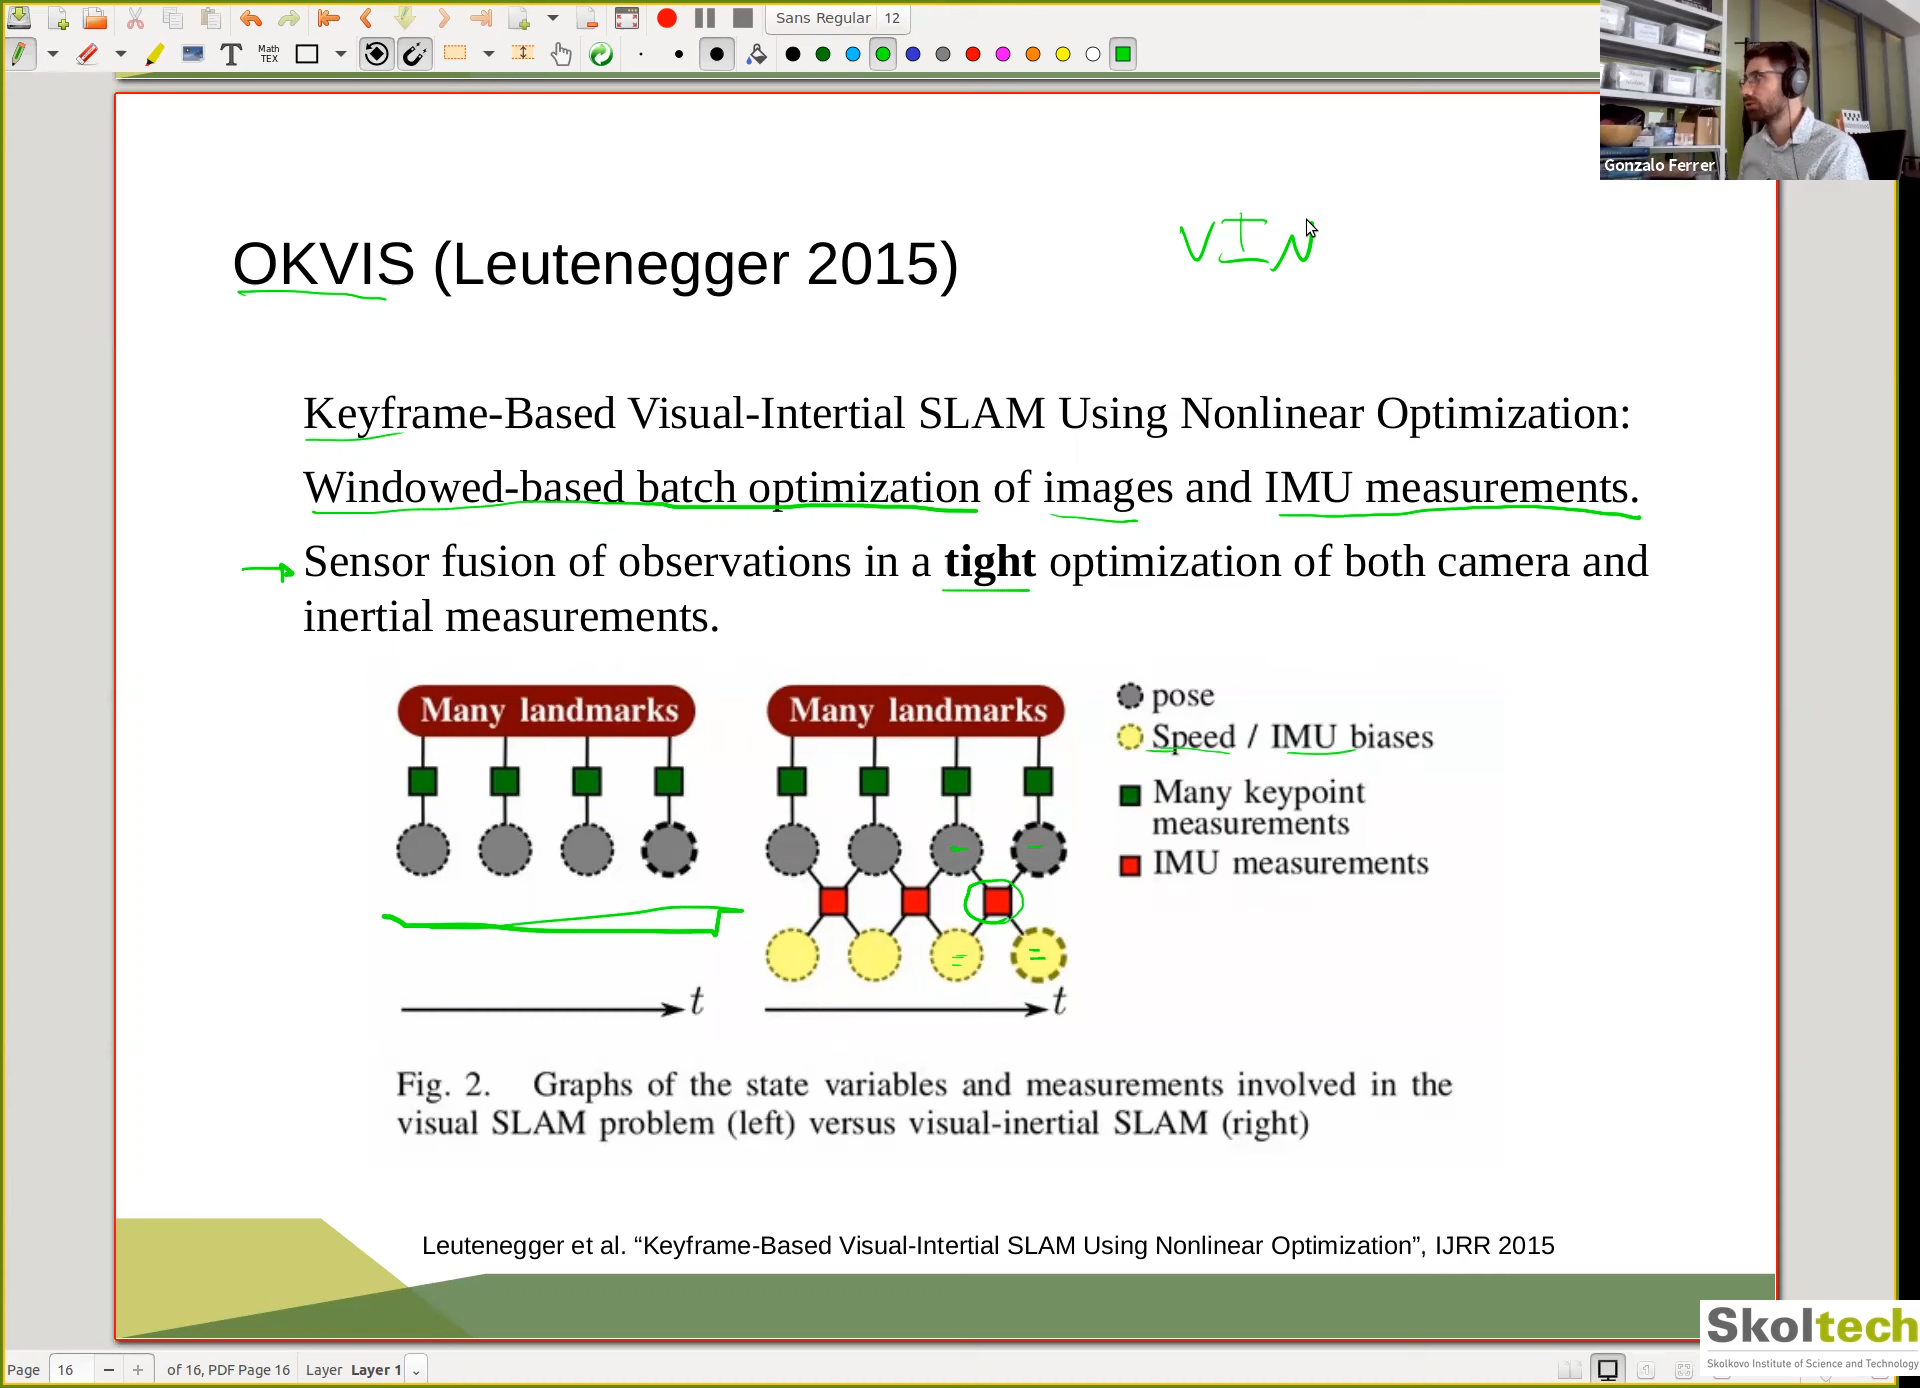 Sans Regular 12
Math
TEX
Gonzalo Ferrer
VIN
OKVIS (Leutenegger 2015)
Keyframe-Based Visual-Intertial SLAM Using Nonlinear Optimization:
Windowed-based batch optimization of images and IMU measurements.
Sensor fusion of observations in a tight optimization of both camera and
inertial measurements.
Many landmarks
t
Many landmarks
t
pose
Speed / IMU biases
Many keypoint
measurements
IMU measurements
Fig. 2. Graphs of the state variables and measurements involved in the
visual SLAM problem (left) versus visual-inertial SLAM (right)
Leutenegger et al. “Keyframe-Based Visual-Intertial SLAM Using Nonlinear Optimization”, IJRR 2015
Skoltech
Skolkovo Institute of Science and Technology
Page 16 − + of 16, PDF Page 16 Layer Layer 1